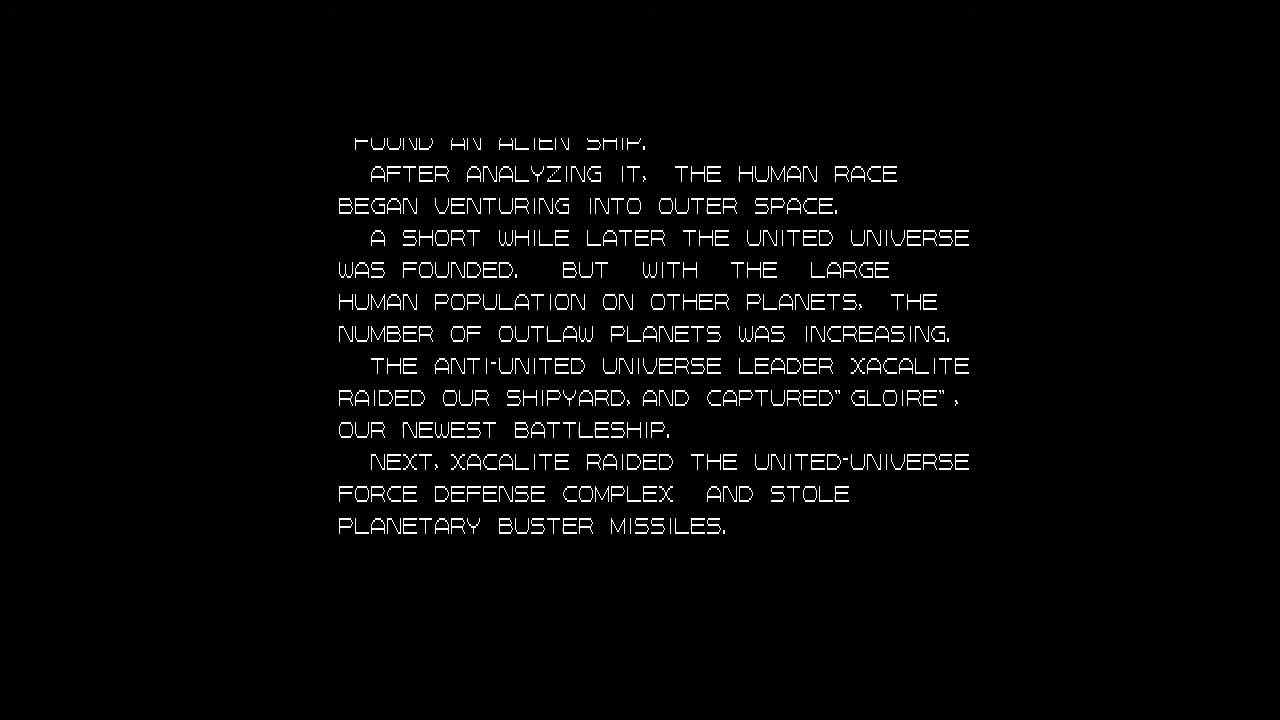 FOUND AN ALIEN SHIP.
AFTER ANALYZING IT, THE HUMAN RACE
BEGAN VENTURING INTO OUTER SPACE.
A SHORT WHILE LATER THE UNITED UNIVERSE
WAS FOUNDED. BUT WITH THE LARGE
HUMAN POPULATION ON OTHER PLANETS, THE
NUMBER OF OUTLAW PLANETS WAS INCREASING.
THE ANTI-UNITED UNIVERSE LEADER XACALITE
RAIDED OUR SHIPYARD, AND CAPTURED"GLOIRE",
OUR NEWEST BATTLESHIP.
NEXT, XACALITE RAIDED THE UNITED-UNIVERSE
FORCE DEFENSE COMPLEX AND STOLE
PLANETARY BUSTER MISSILES.